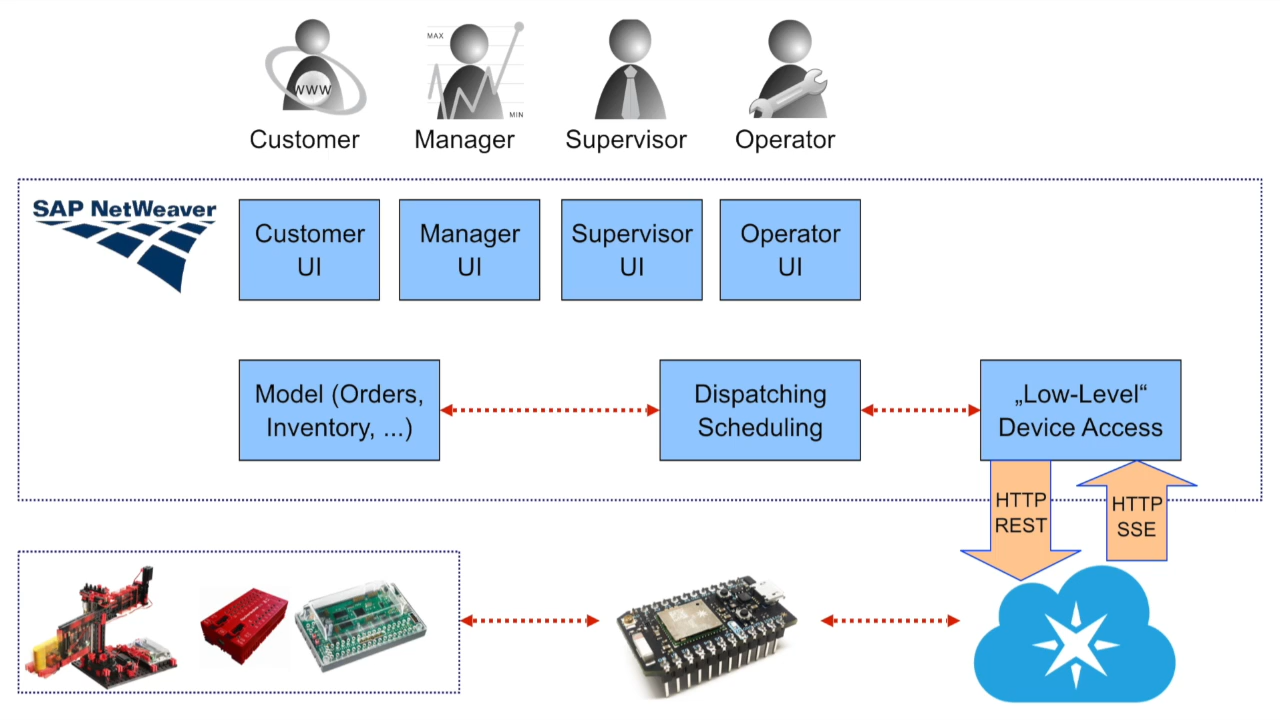 MAX
WWW
MIN
Customer
Manager
Supervisor
Operator
SAP NetWeaver
Customer
UI
Manager
UI
Supervisor
UI
Operator
UI
Model (Orders,
Inventory, ...)
Dispatching
Scheduling
„Low-Level“
Device Access
HTTP
REST
HTTP
SSE